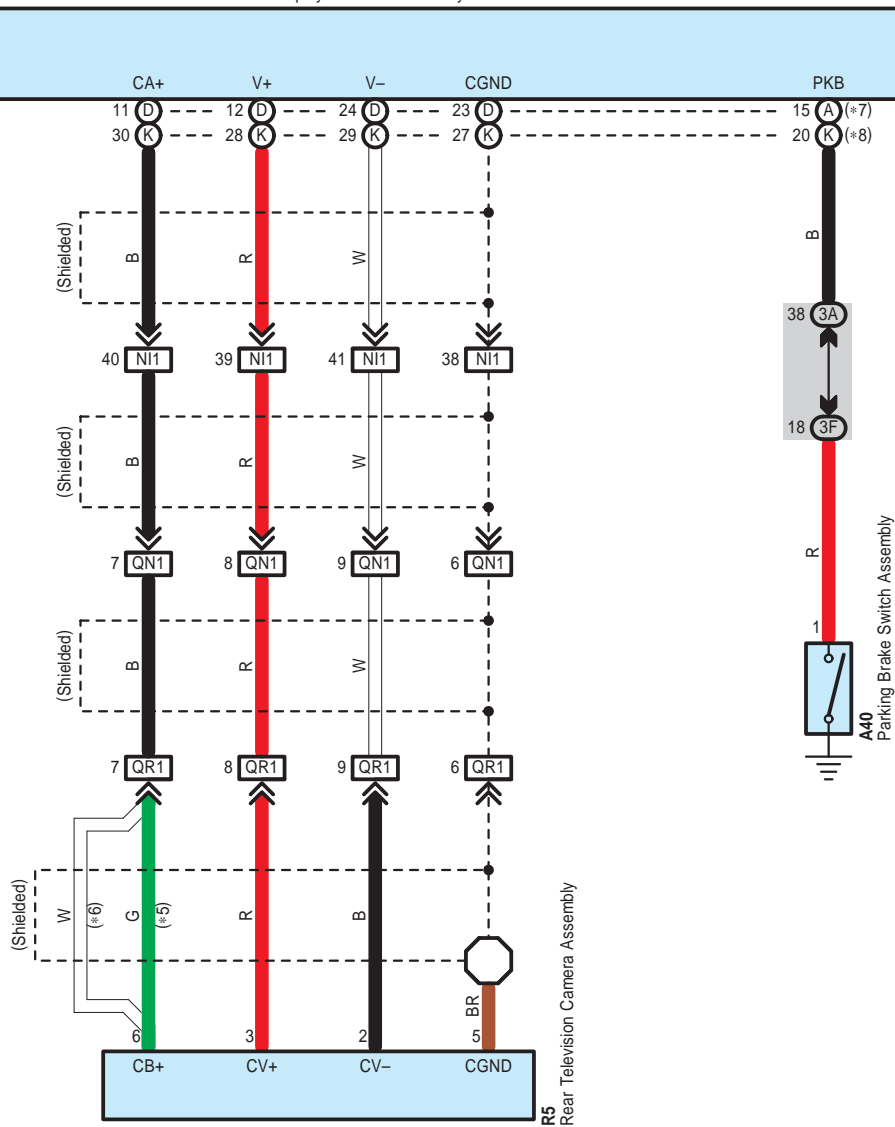 CA+ V+ V– CGND PKB
11 D 12 D 24 D 23 D 15 A (*7)
30 K 28 K 29 K 27 K 20 K (*8)
(Shielded)
B R W B
38 3A
40 NI1 39 NI1 41 NI1 38 NI1
18 3F
(Shielded)
B R W
R
7 QN1 8 QN1 9 QN1 6 QN1
1
(Shielded)
B R W
A40
Parking Brake Switch Assembly
7 QR1 8 QR1 9 QR1 6 QR1
(Shielded)
W (*6) G (*5) R B
BR
6 3 2 5
CB+ CV+ CV– CGND
R5
Rear Television Camera Assembly